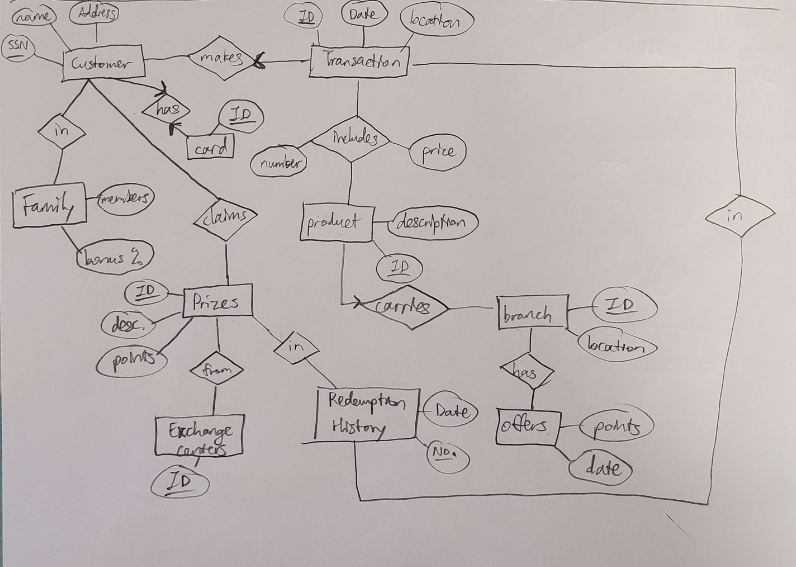 name
Address
SSN
Customer
makes
ID
Date
location
Transaction
has
ID
card
in
Family
members
bonus %
claims
includes
number
prize
product
description
ID
in
carries
branch
ID
location
has
offers
points
date
ID
desc.
points
Prizes
in
from
Exchange
centers
ID
Redemption
History
Date
No.